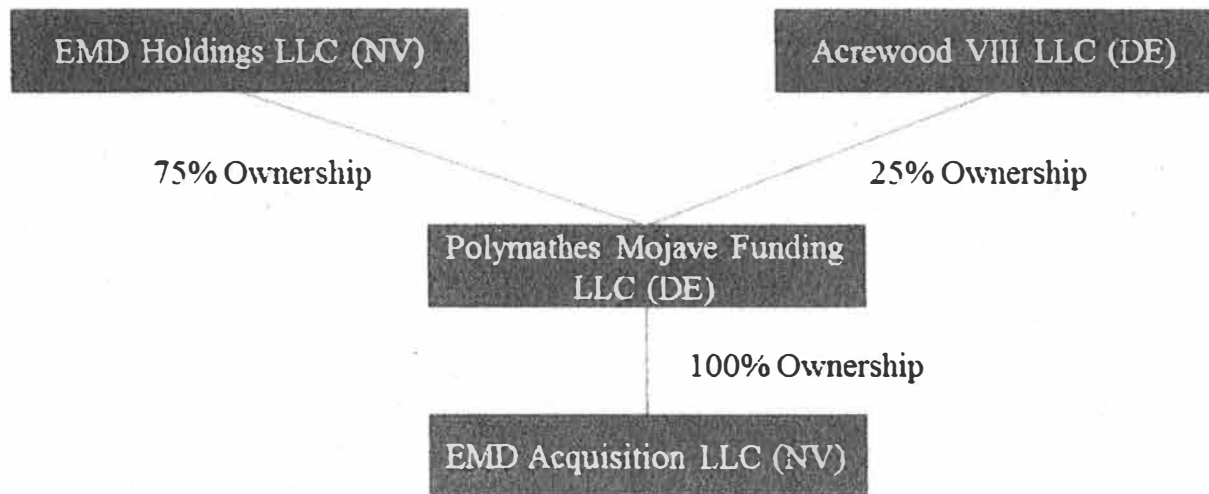 EMD Holdings LLC (NV)
Acrewood VIII LLC (DE)
75% Ownership
25% Ownership
Polymathes Mojave Funding
LLC (DE)
100% Ownership
EMD Acquisition LLC (NV)